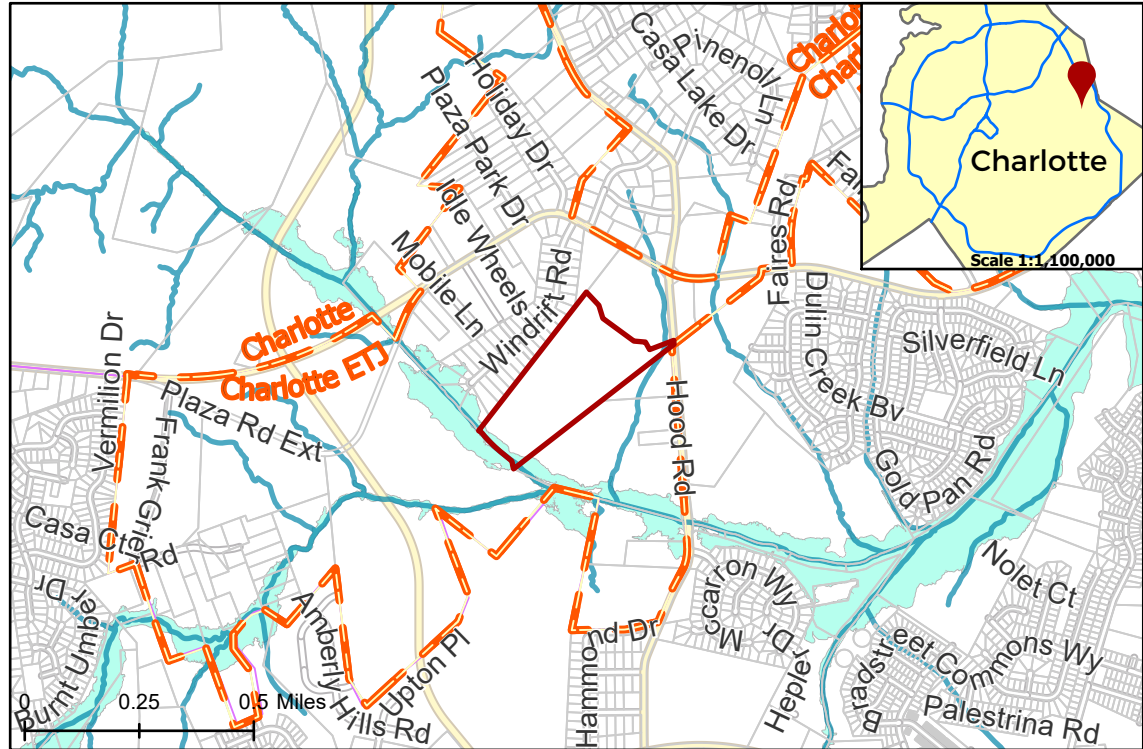 Charlotte
Scale 1:1,100,000
Pinenoly Ln
Casa Lake Dr
Holiday Dr
Plaza Park Dr
Idle Wheels
Mobile Ln
Windrift Rd
Faires Rd
Charlotte
Charlotte ETJ
Vermilion Dr
Plaza Rd Ext
Frank Grier
Rd
Casa Ct
Burnt Umber Dr
Amberly
Hills Rd
Upton Pl
Hood Rd
Dulin
Creek Bv
Silverfield Ln
Gold
Pan Rd
Nolet Ct
Mccarron Wy
Hepley Dr
Hammond Dr
Bradstreet Commons Wy
Palestrina Rd
0
0.25
0.5 Miles